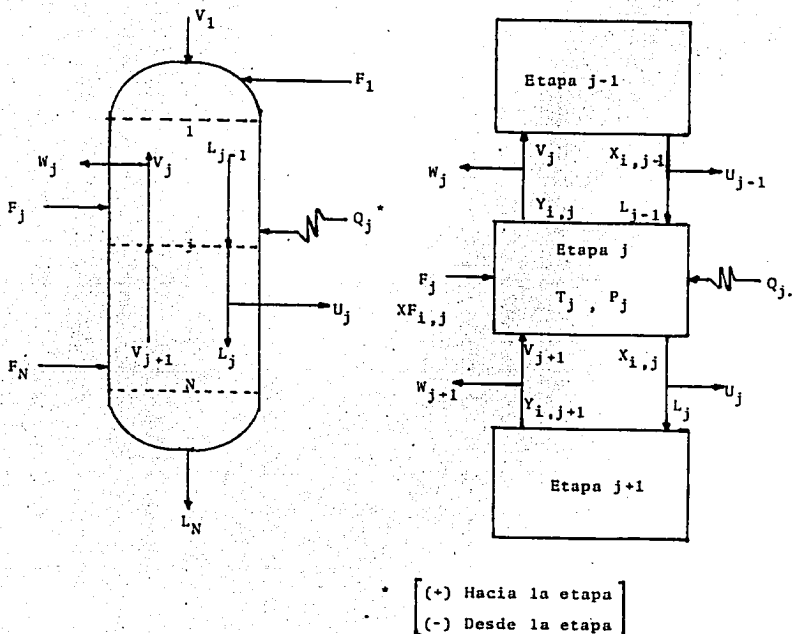 V1
F1
1
Wj
Vj
Lj-1
Fj
Qj*
j
Uj
Vj+1
Lj
FN
N
LN
Etapa j-1
Vj
Xi,j-1
Wj
Uj-1
Yi,j
Lj-1
Etapa j
Fj
Tj , Pj
Qj.
XFi,j
Vj+1
Xi,j
Wj+1
Uj
Yi,j+1
Lj
Etapa j+1
* (+) Hacia la etapa
(-) Desde la etapa